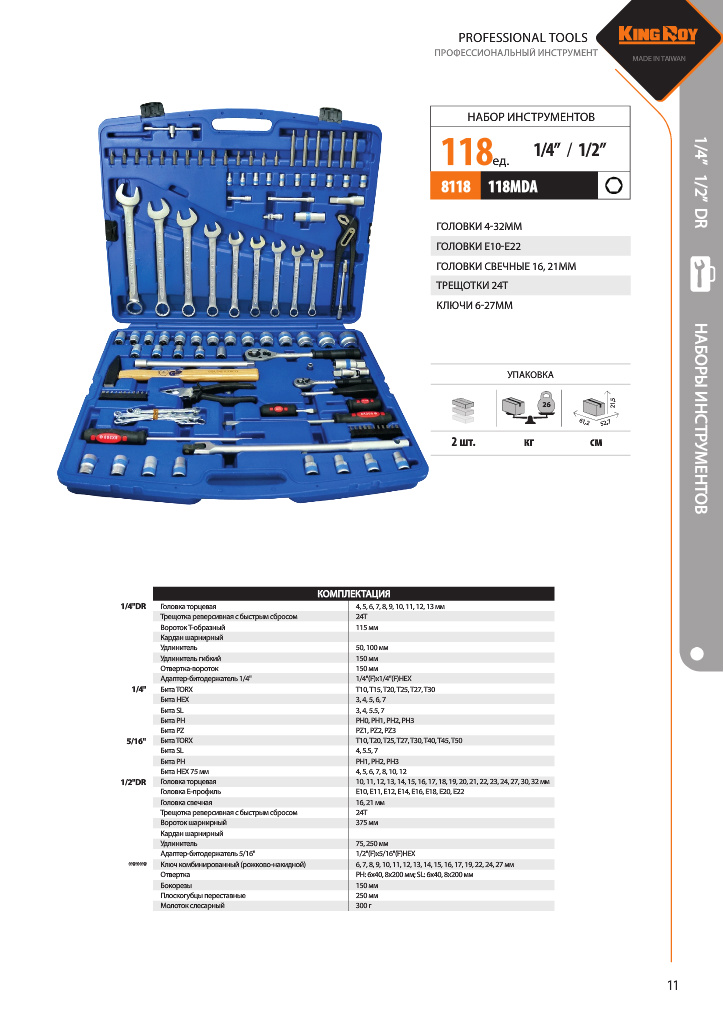 PROFESSIONAL TOOLS
ПРОФЕССИОНАЛЬНЫЙ ИНСТРУМЕНТ
KING ROY
MADE IN TAIWAN
1/4” 1/2” DR
НАБОРЫ ИНСТРУМЕНТОВ
НАБОР ИНСТРУМЕНТОВ
118ед. 1/4” / 1/2”
8118 118MDA
ГОЛОВКИ 4-32ММ
ГОЛОВКИ E10-E22
ГОЛОВКИ СВЕЧНЫЕ 16, 21ММ
ТРЕЩОТКИ 24Т
КЛЮЧИ 6-27ММ
УПАКОВКА
26
61,2 52,7 21,5
2 шт. кг см
КОМПЛЕКТАЦИЯ
1/4"DR Головка торцевая 4, 5, 6, 7, 8, 9, 10, 11, 12, 13 мм
Трещотка реверсивная с быстрым сбросом 24Т
Вороток Т-образный 115 мм
Кардан шарнирный
Удлинитель 50, 100 мм
Удлинитель гибкий 150 мм
Отвертка-вороток 150 мм
Адаптер-битодержатель 1/4" 1/4"(F)x1/4"(F)HEX
1/4" Бита TORX T10, T15, T20, T25, T27, T30
Бита HEX 3, 4, 5, 6, 7
Бита SL 3, 4, 5.5, 7
Бита PH PH0, PH1, PH2, PH3
Бита PZ PZ1, PZ2, PZ3
5/16" Бита TORX T10, T20, T25, T27, T30, T40, T45, T50
Бита SL 4, 5.5, 7
Бита PH PH1, PH2, PH3
Бита HEX 75 мм 4, 5, 6, 7, 8, 10, 12
1/2"DR Головка торцевая 10, 11, 12, 13, 14, 15, 16, 17, 18, 19, 20, 21, 22, 23, 24, 27, 30, 32 мм
Головка Е-профиль E10, E11, E12, E14, E16, E18, E20, E22
Головка свечная 16, 21 мм
Трещотка реверсивная с быстрым сбросом 24Т
Вороток шарнирный 375 мм
Кардан шарнирный
Удлинитель 75, 250 мм
Адаптер-битодержатель 5/16" 1/2"(F)x5/16"(F)HEX
Ключ комбинированный (рожково-накидной) 6, 7, 8, 9, 10, 11, 12, 13, 14, 15, 16, 17, 19, 22, 24, 27 мм
Отвертка PH: 6x40, 8x200 мм; SL: 6x40, 8x200 мм
Бокорезы 150 мм
Плоскогубцы переставные 250 мм
Молоток слесарный 300 г
11